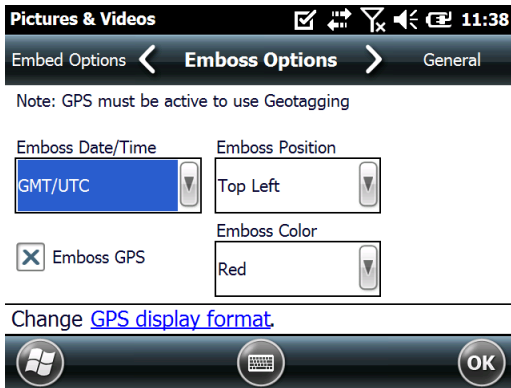 Pictures & Videos 11:38
Embed Options Emboss Options General
Note: GPS must be active to use Geotagging
Emboss Date/Time Emboss Position
GMT/UTC Top Left
Emboss Color
Emboss GPS
Red
Change GPS display format.
OK